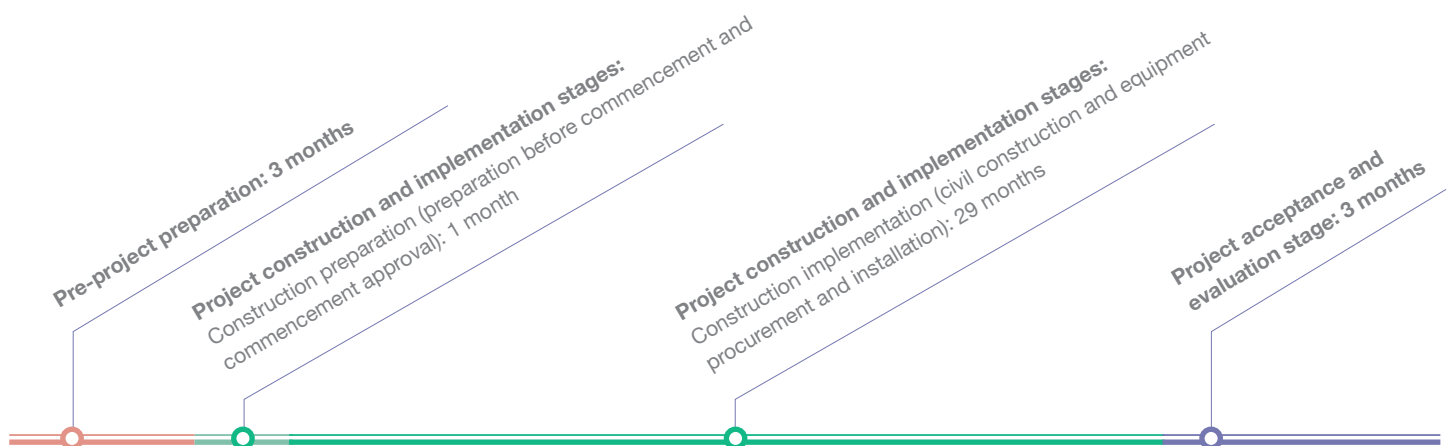 Pre-project preparation: 3 months
Project construction and implementation stages:
Construction preparation (preparation before commencement and
commencement approval): 1 month
Project construction and implementation stages:
Construction implementation (civil construction and equipment
procurement and installation): 29 months
Project acceptance and
evaluation stage: 3 months